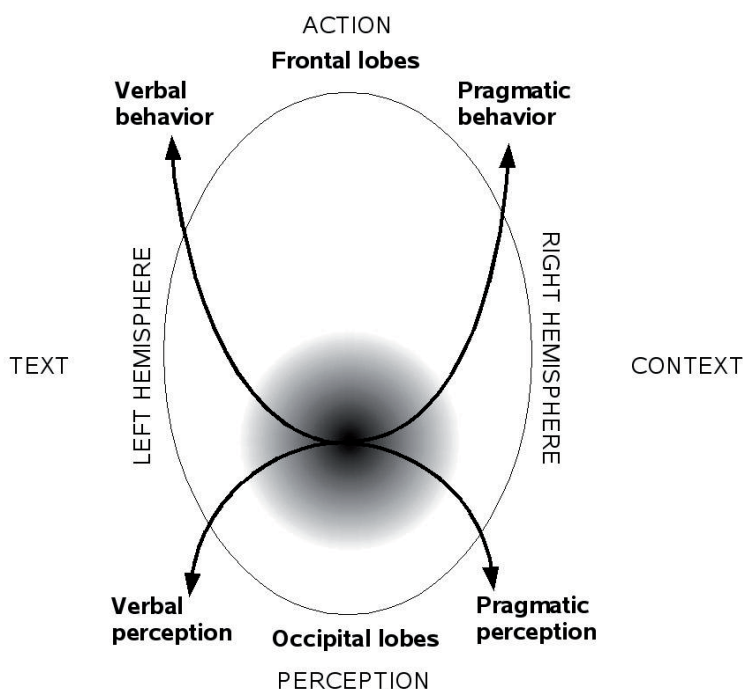 ACTION
Frontal lobes
Verbal
behavior
Pragmatic
behavior
LEFT HEMISPHERE
RIGHT HEMISPHERE
TEXT
CONTEXT
Verbal
perception
Pragmatic
perception
Occipital lobes
PERCEPTION